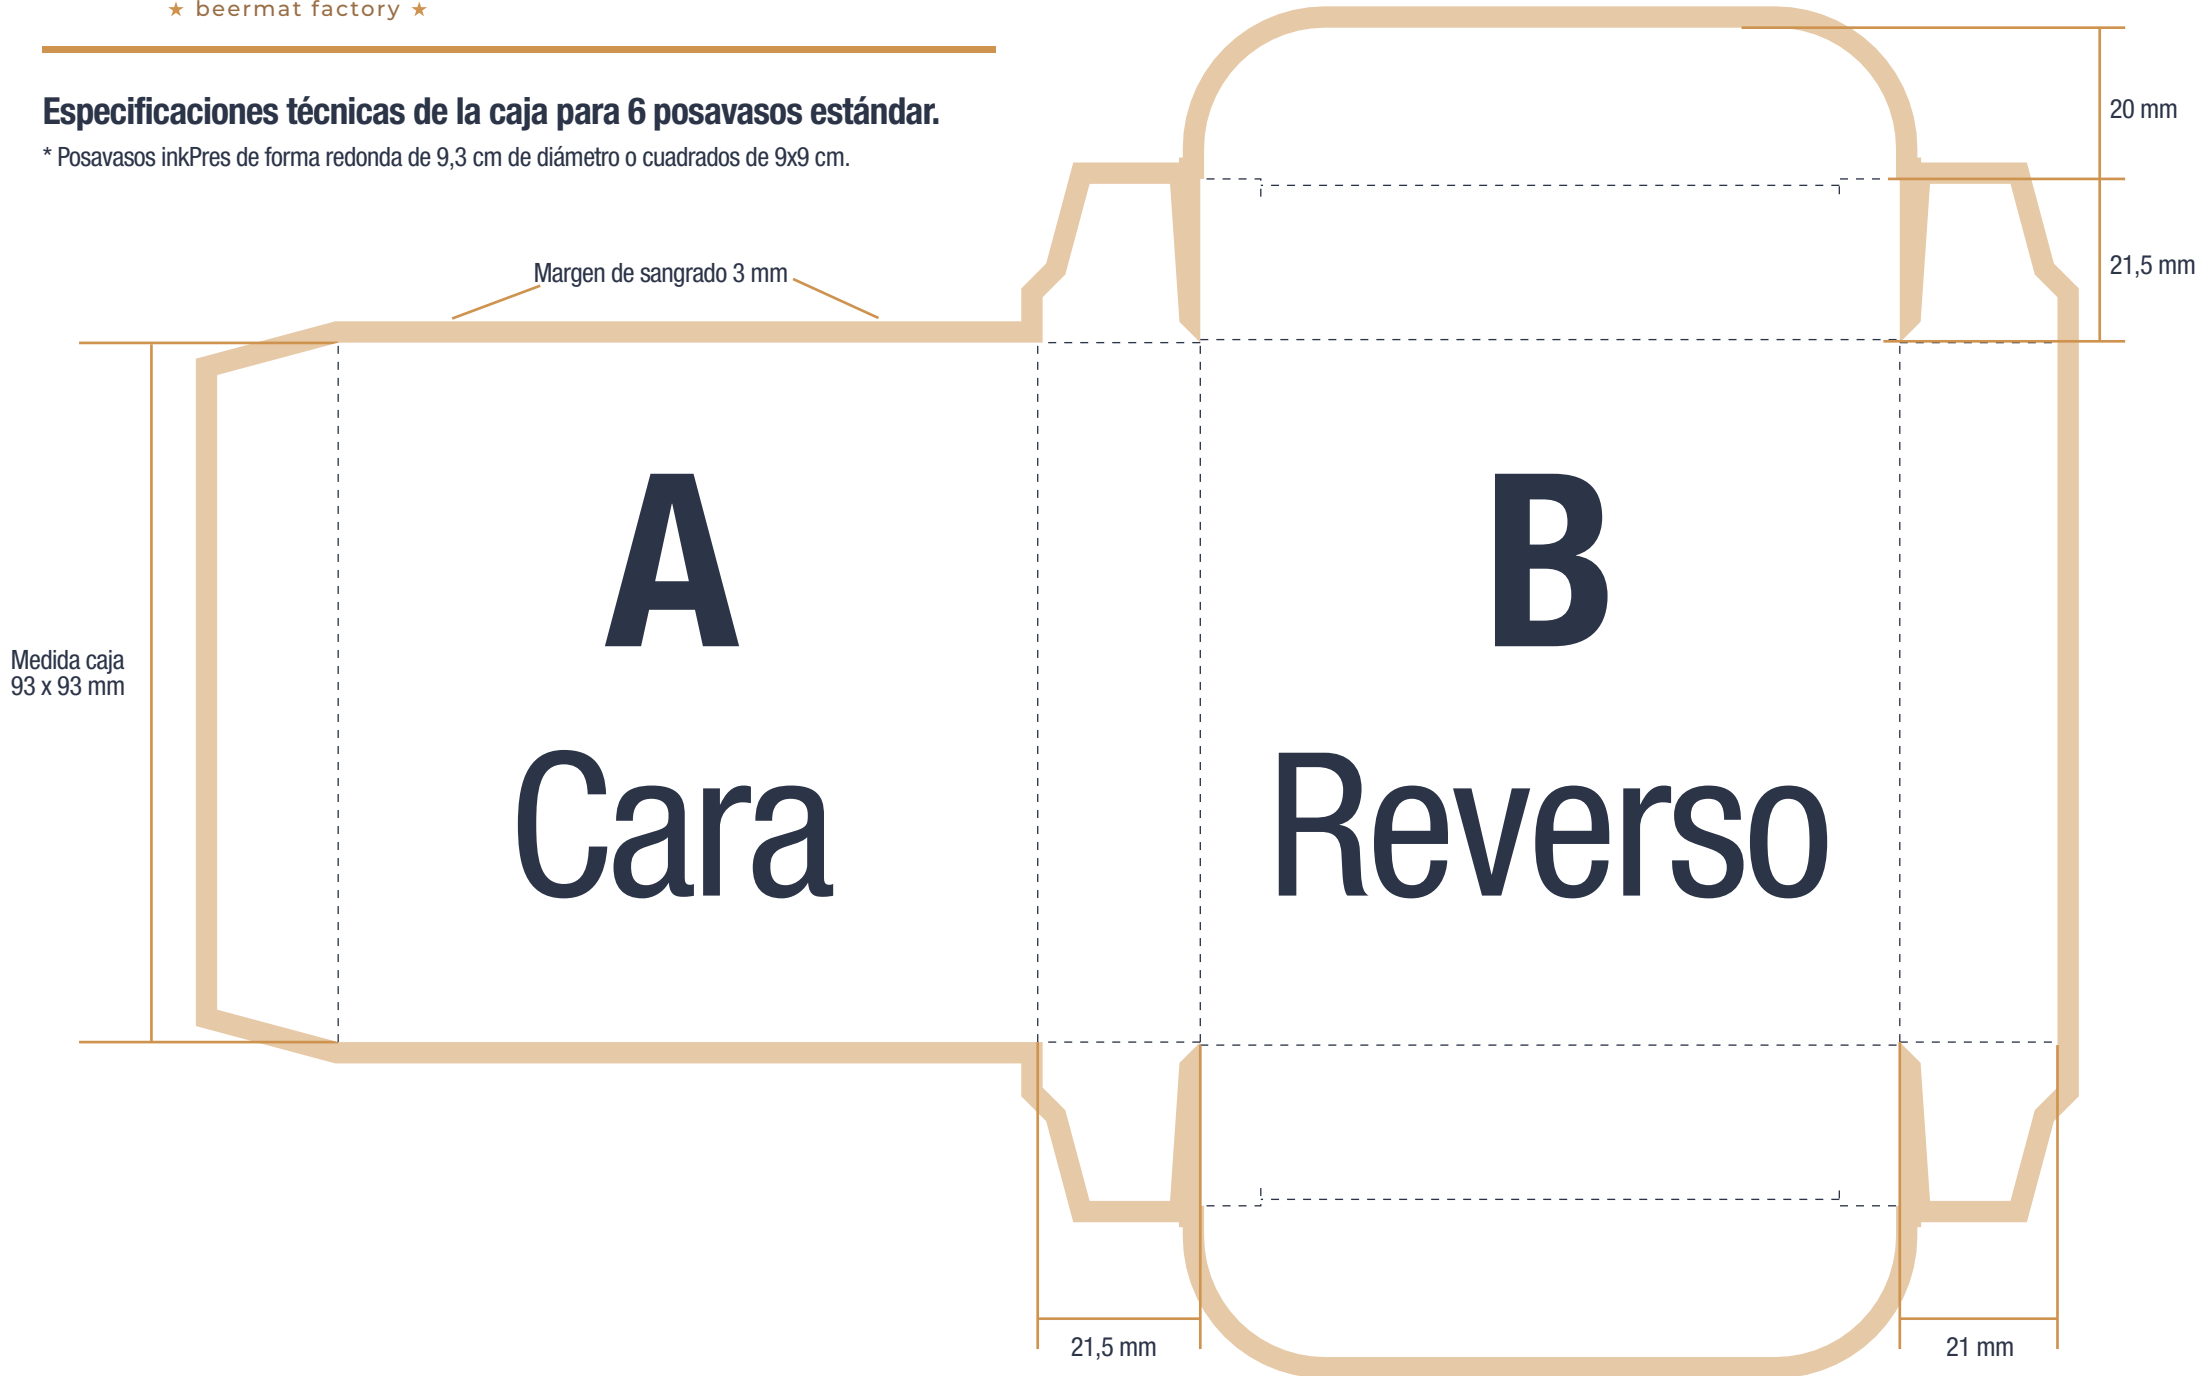 ★ beermat factory ★
Especificaciones técnicas de la caja para 6 posavasos estándar.
* Posavasos inkPres de forma redonda de 9,3 cm de diámetro o cuadrados de 9x9 cm.
20 mm
21,5 mm
Margen de sangrado 3 mm
A
B
Medida caja
93 x 93 mm
Cara
Reverso
21,5 mm
21 mm